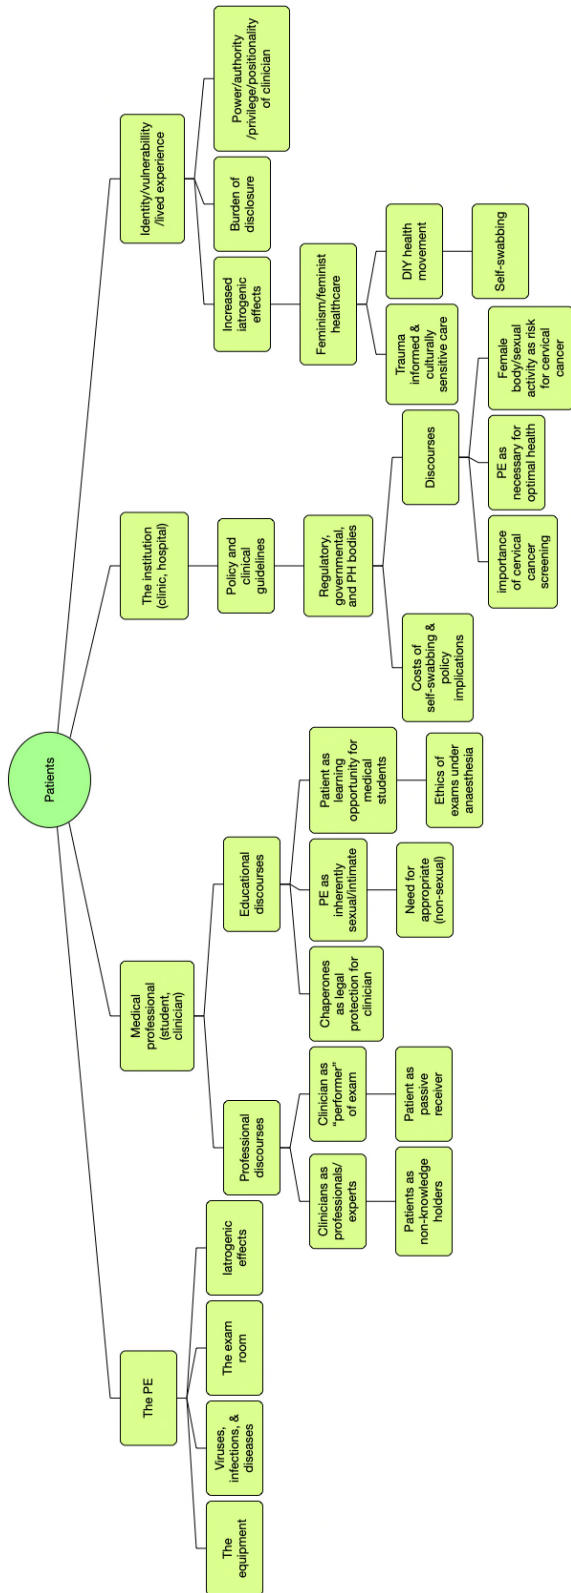 Patients
The PE
The
equipment
Viruses,
infections, &
diseases
The exam
room
Iatrogenic
effects
Medical
professional
(student,
clinician)
Professional
discourses
Clinicians as
professionals/
experts
Patients as
non-knowledge
holders
Clinician as
"performer"
of exam
Patient as
passive
receiver
Educational
discourses
Chaperones
as legal
protection for
clinician
PE as
inherently
sexual/intimate
Need for
appropriate
(non-sexual)
Patient as
learning
opportunity for
medical
students
Ethics of
exams under
anaesthesia
The institution
(clinic, hospital)
Policy and
clinical
guidelines
Regulatory,
governmental,
and PH bodies
Costs of
self-swabbing &
policy
implications
Discourses
importance of
cervical
cancer
screening
PE as
necessary for
optimal health
Female
body/sexual
activity as risk
for cervical
cancer
Identity/vulnerabillity
/lived experience
Increased
iatrogenic
effects
Feminism/feminist
healthcare
Trauma
informed &
culturally
sensitive care
DIY health
movement
Self-swabbing
Burden of
disclosure
Power/authority
/privilege/positionality
of clinician